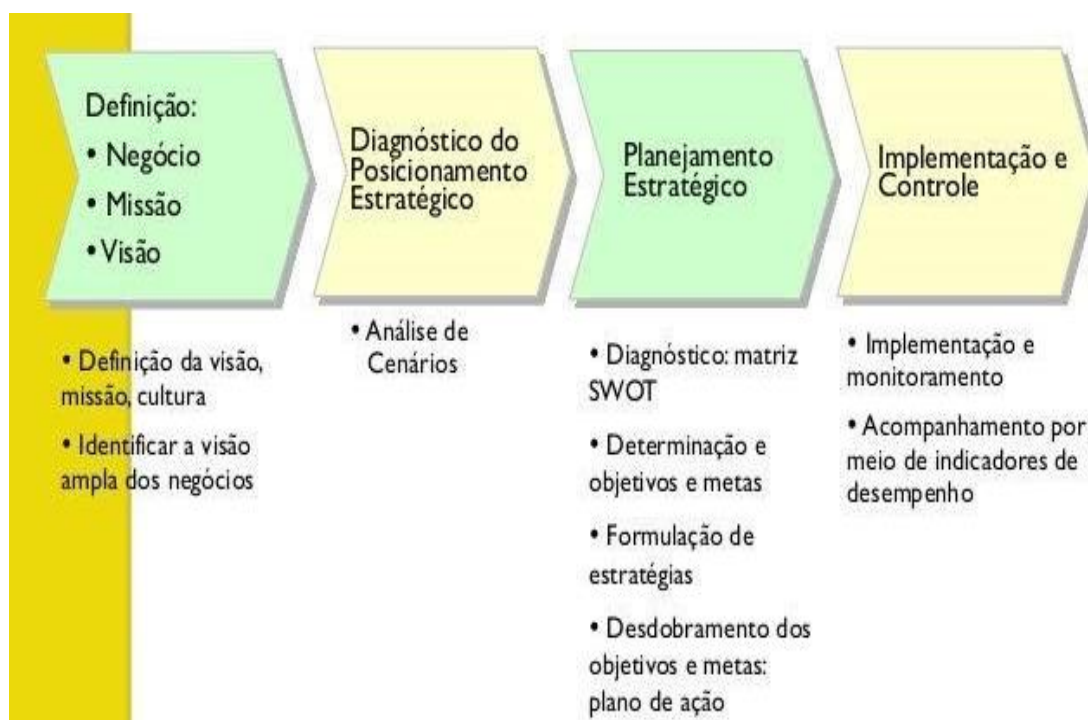 Definição:
• Negócio
• Missão
• Visão
Diagnóstico do
Posicionamento
Estratégico
Planejamento
Estratégico
Implementação e
Controle
• Definição da visão,
missão, cultura
• Identificar a visão
ampla dos negócios
• Análise de
Cenários
• Diagnóstico: matriz
SWOT
• Determinação e
objetivos e metas
• Formulação de
estratégias
• Desdobramento dos
objetivos e metas:
plano de ação
• Implementação e
monitoramento
• Acompanhamento por
meio de indicadores de
desempenho